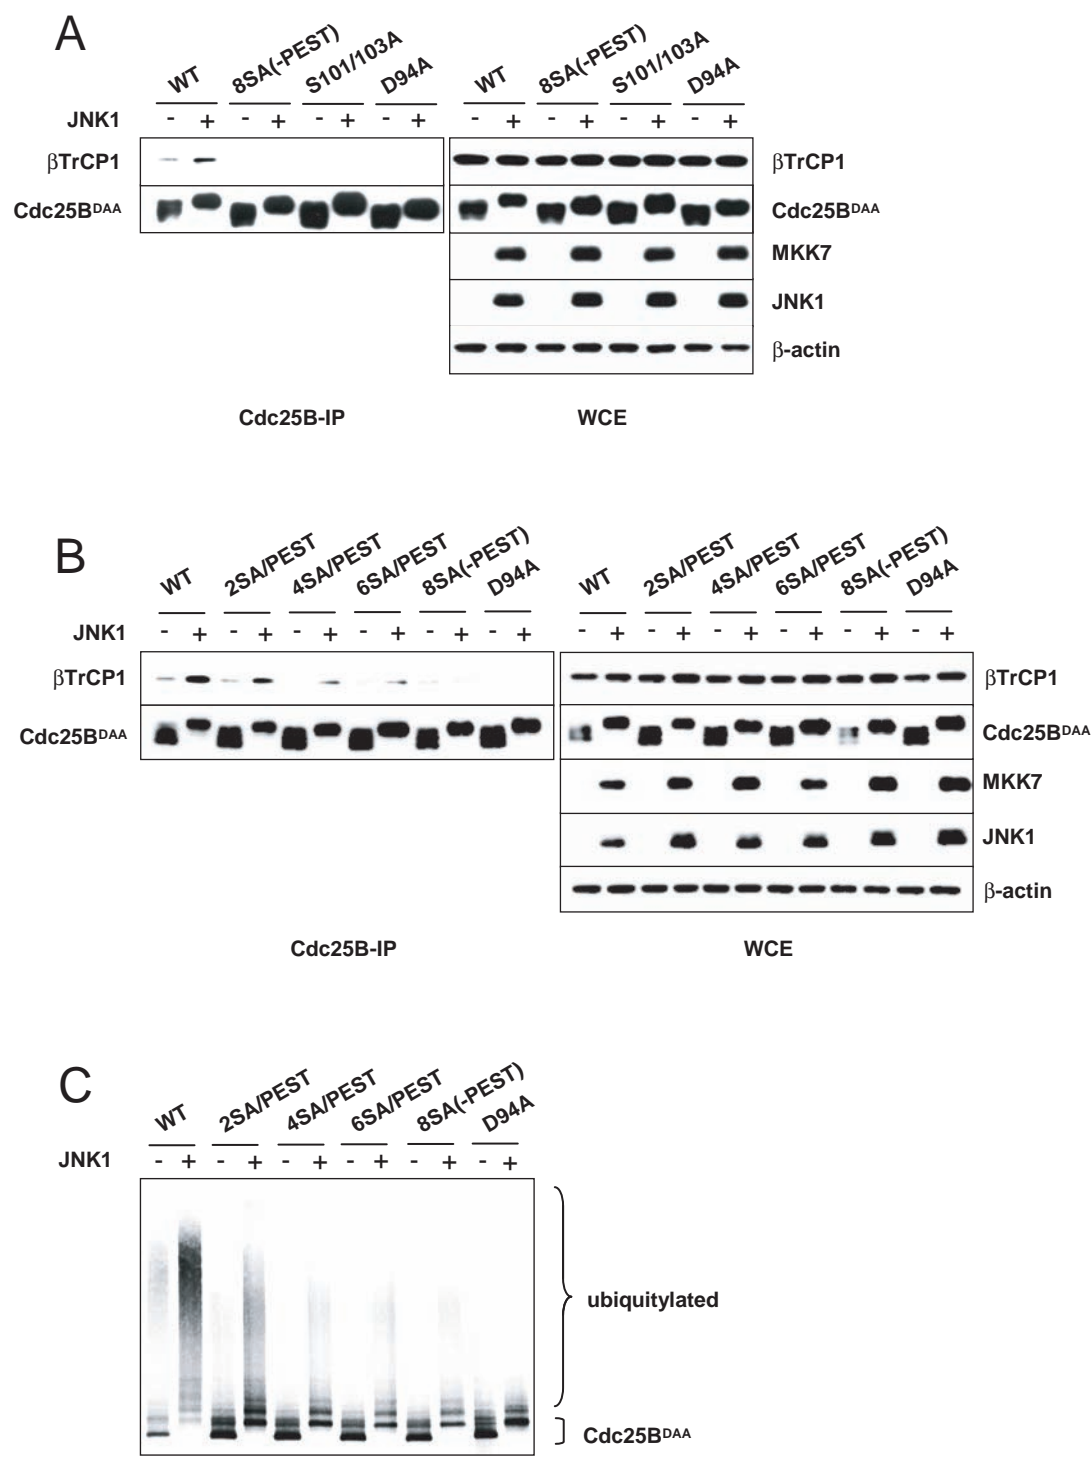 A
WT 8SA(-PEST) S101/103A D94A WT 8SA(-PEST) S101/103A D94A
JNK1 - + - + - + - + - + - + - + - +
βTrCP1 βTrCP1
Cdc25BDAA Cdc25BDAA
MKK7
JNK1
β-actin
Cdc25B-IP WCE
B
WT 2SA/PEST 4SA/PEST 6SA/PEST 8SA(-PEST) D94A WT 2SA/PEST 4SA/PEST 6SA/PEST 8SA(-PEST) D94A
JNK1 - + - + - + - + - + - + - + - + - + - + - + - +
βTrCP1 βTrCP1
Cdc25BDAA Cdc25BDAA
MKK7
JNK1
β-actin
Cdc25B-IP WCE
C
WT 2SA/PEST 4SA/PEST 6SA/PEST 8SA(-PEST) D94A
JNK1 - + - + - + - + - + - +
ubiquitylated
Cdc25BDAA